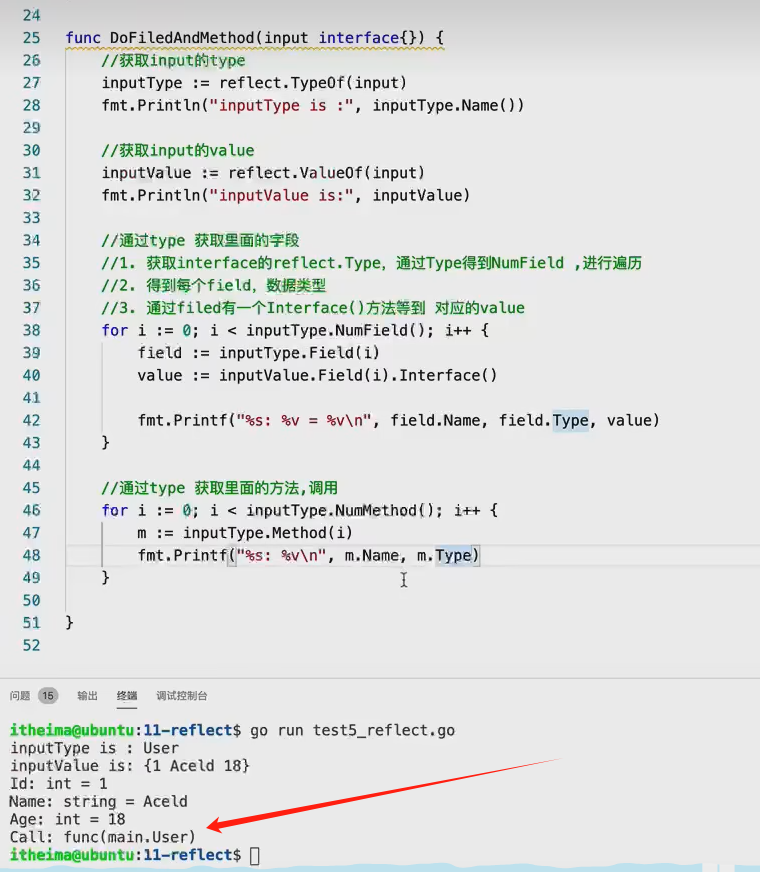 24
25 func DoFiledAndMethod(input interface{}) {
26 //获取input的type
27 inputType := reflect.TypeOf(input)
28 fmt.Println("inputType is :", inputType.Name())
29
30 //获取input的value
31 inputValue := reflect.ValueOf(input)
32 fmt.Println("inputValue is:", inputValue)
33
34 //通过type 获取里面的字段
35 //1. 获取interface的reflect.Type，通过Type得到NumField ,进行遍历
36 //2. 得到每个field，数据类型
37 //3. 通过filed有一个Interface()方法等到 对应的value
38 for i := 0; i < inputType.NumField(); i++ {
39 field := inputType.Field(i)
40 value := inputValue.Field(i).Interface()
41
42 fmt.Printf("%s: %v = %v\n", field.Name, field.Type, value)
43 }
44
45 //通过type 获取里面的方法,调用
46 for i := 0; i < inputType.NumMethod(); i++ {
47 m := inputType.Method(i)
48 fmt.Printf("%s: %v\n", m.Name, m.Type)
49 }
50
51 }
52
问题 15 输出 终端 调试控制台
itheima@ubuntu:11-reflect$ go run test5_reflect.go
inputType is : User
inputValue is: {1 Aceld 18}
Id: int = 1
Name: string = Aceld
Age: int = 18
Call: func(main.User)
itheima@ubuntu:11-reflect$